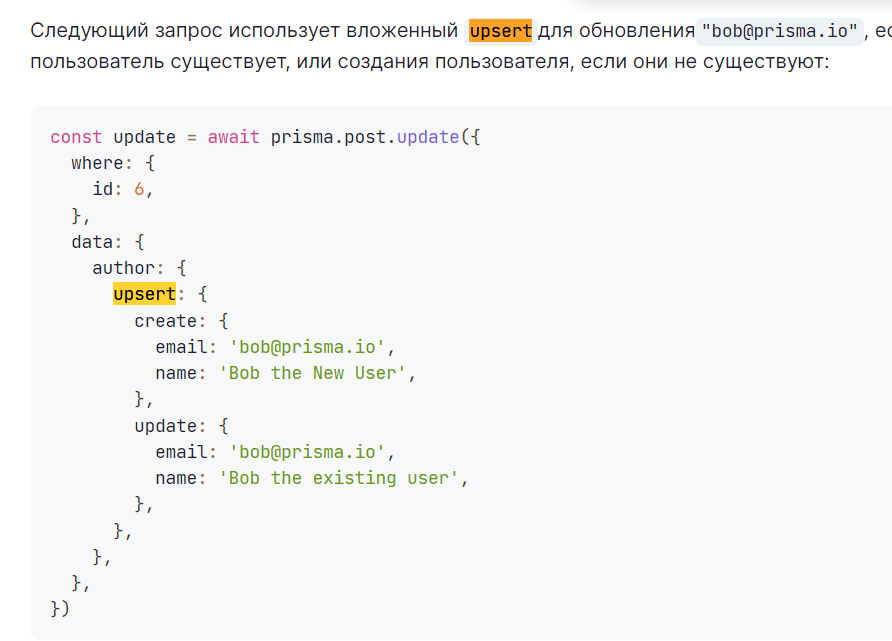 Следующий запрос использует вложенный upsert для обновления "bob@prisma.io", ес
пользователь существует, или создания пользователя, если они не существуют:
const update = await prisma.post.update({
  where: {
    id: 6,
  },
  data: {
    author: {
      upsert: {
        create: {
          email: 'bob@prisma.io',
          name: 'Bob the New User',
        },
        update: {
          email: 'bob@prisma.io',
          name: 'Bob the existing user',
        },
      },
    },
  },
})